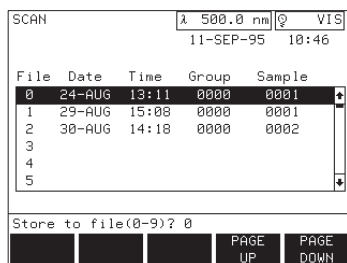 SCAN λ 500.0 nm VIS
11-SEP-95 10:46
File Date Time Group Sample
0 24-AUG 13:11 0000 0001
1 29-AUG 15:08 0000 0001
2 30-AUG 14:18 0000 0002
3
4
5
Store to file(0-9)? 0
PAGE UP PAGE DOWN